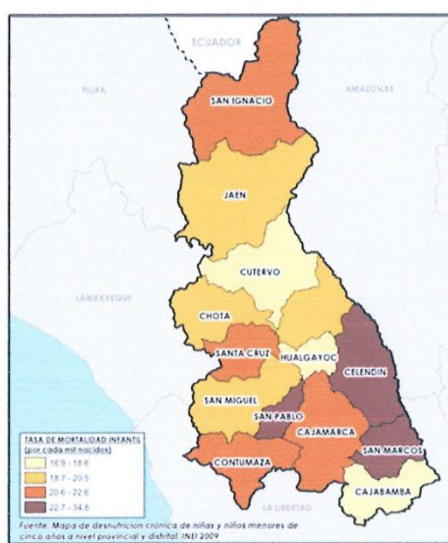 ECUADOR
PIURA
AMAZONAS
SAN IGNACIO
JAEN
CUTERVO
LAMBAYEQUE
CHOTA
SANTA CRUZ
HUALGAYOC
CELENDIN
SAN MIGUEL
SAN PABLO
CAJAMARCA
SAN MARCOS
CONTUMAZA
CAJABAMBA
LA LIBERTAD
TASA DE MORTALIDAD INFANTIL
(por cada mil nacidos)
16.9 - 18.6
18.7 - 20.5
20.6 - 22.6
22.7 - 34.6
Fuente: Mapa de desnutrición crónica de niñas y niños menores de
cinco años a nivel provincial y distrital. INEI 2009